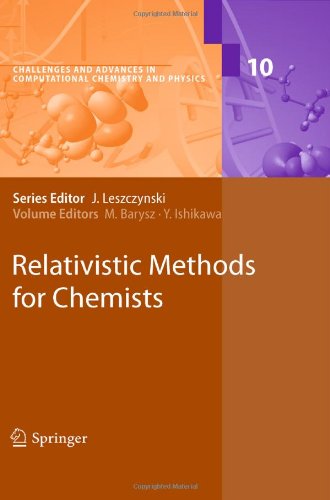 CHALLENGES AND ADVANCES IN
COMPUTATIONAL CHEMISTRY AND PHYSICS
10
Series Editor J. Leszczynski
Volume Editors M. Barysz · Y. Ishikawa
Relativistic Methods
for Chemists
Springer